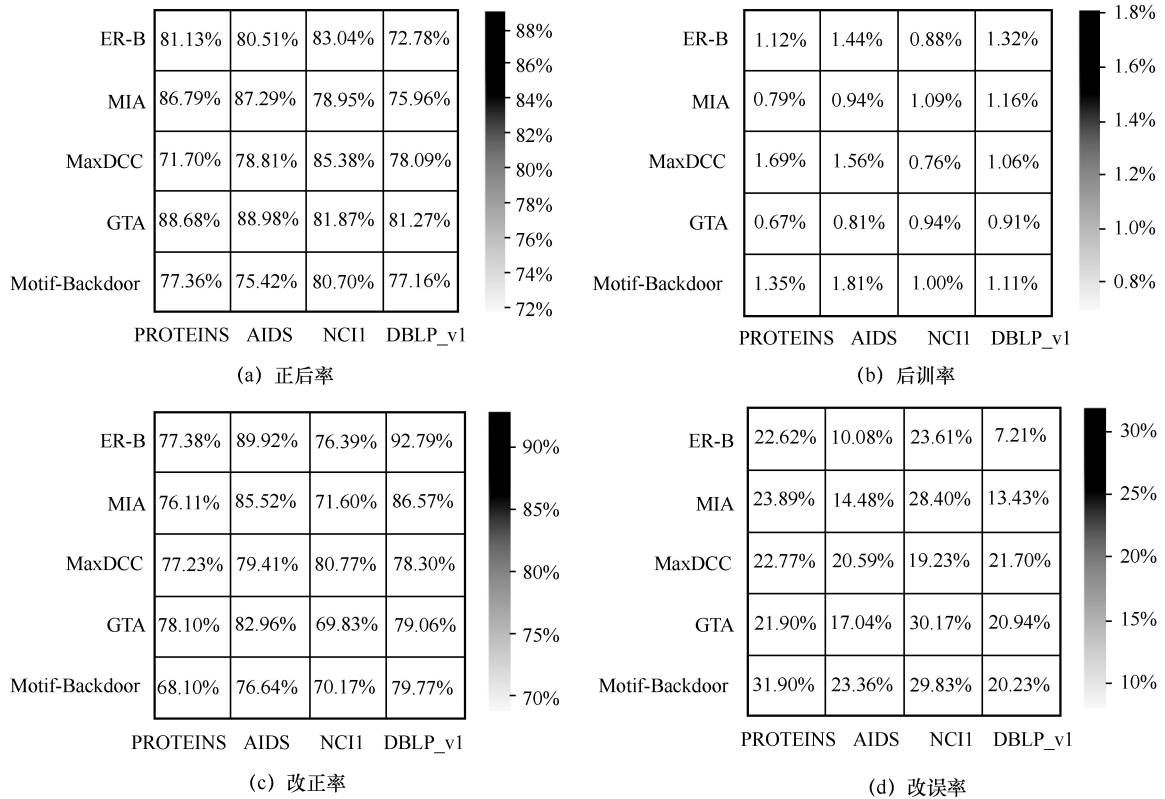 ER-B 81.13% 80.51% 83.04% 72.78%
MIA 86.79% 87.29% 78.95% 75.96%
MaxDCC 71.70% 78.81% 85.38% 78.09%
GTA 88.68% 88.98% 81.87% 81.27%
Motif-Backdoor 77.36% 75.42% 80.70% 77.16%
PROTEINS AIDS NCI1 DBLP_v1
88%
86%
84%
82%
80%
78%
76%
74%
72%
(a) 正后率
ER-B 1.12% 1.44% 0.88% 1.32%
MIA 0.79% 0.94% 1.09% 1.16%
MaxDCC 1.69% 1.56% 0.76% 1.06%
GTA 0.67% 0.81% 0.94% 0.91%
Motif-Backdoor 1.35% 1.81% 1.00% 1.11%
PROTEINS AIDS NCI1 DBLP_v1
1.8%
1.6%
1.4%
1.2%
1.0%
0.8%
(b) 后训率
ER-B 77.38% 89.92% 76.39% 92.79%
MIA 76.11% 85.52% 71.60% 86.57%
MaxDCC 77.23% 79.41% 80.77% 78.30%
GTA 78.10% 82.96% 69.83% 79.06%
Motif-Backdoor 68.10% 76.64% 70.17% 79.77%
PROTEINS AIDS NCI1 DBLP_v1
90%
85%
80%
75%
70%
(c) 改正率
ER-B 22.62% 10.08% 23.61% 7.21%
MIA 23.89% 14.48% 28.40% 13.43%
MaxDCC 22.77% 20.59% 19.23% 21.70%
GTA 21.90% 17.04% 30.17% 20.94%
Motif-Backdoor 31.90% 23.36% 29.83% 20.23%
PROTEINS AIDS NCI1 DBLP_v1
30%
25%
20%
15%
10%
(d) 改误率